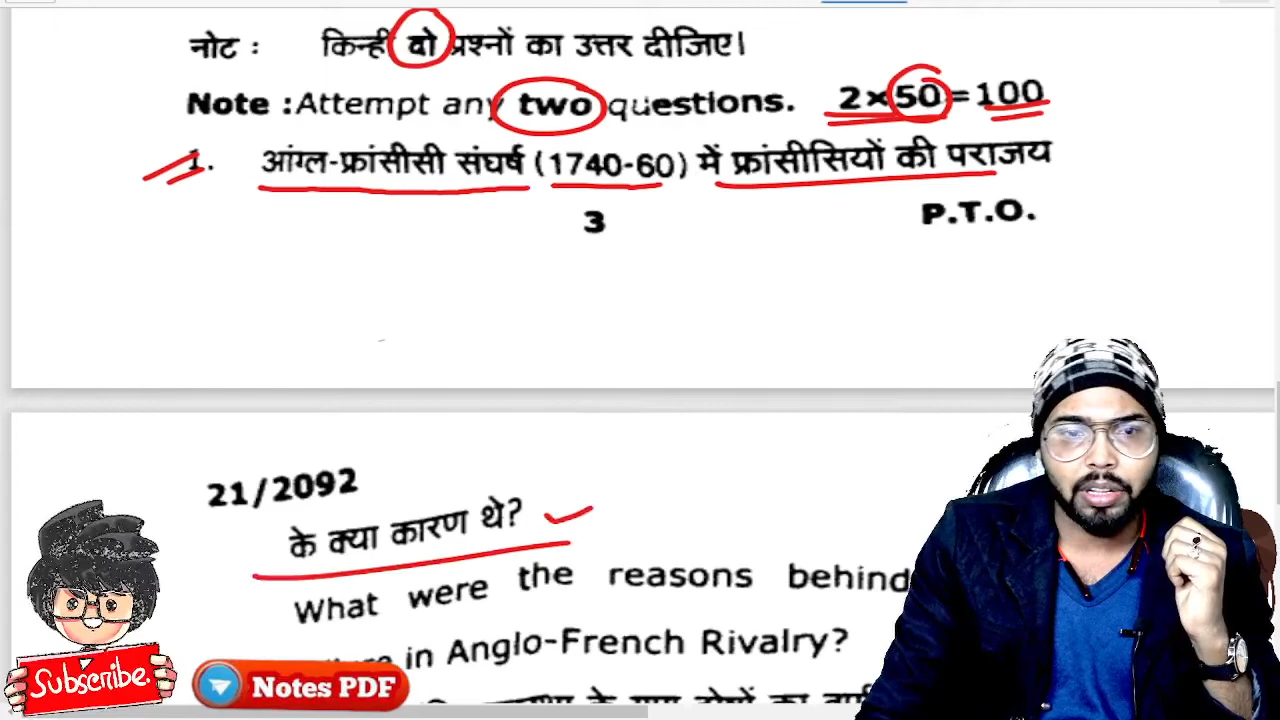 नोट : किन्ही दो प्रश्नों का उत्तर दीजिए।
Note : Attempt any two questions. 2×50=100
1. आंग्ल-फ्रांसीसी संघर्ष (1740-60) में फ्रांसीसियों की पराजय
3 P.T.O.
21/2092
के क्या कारण थे?
What were the reasons behind
in Anglo-French Rivalry?
के गुण दोषों का
Subscribe.
Notes PDF